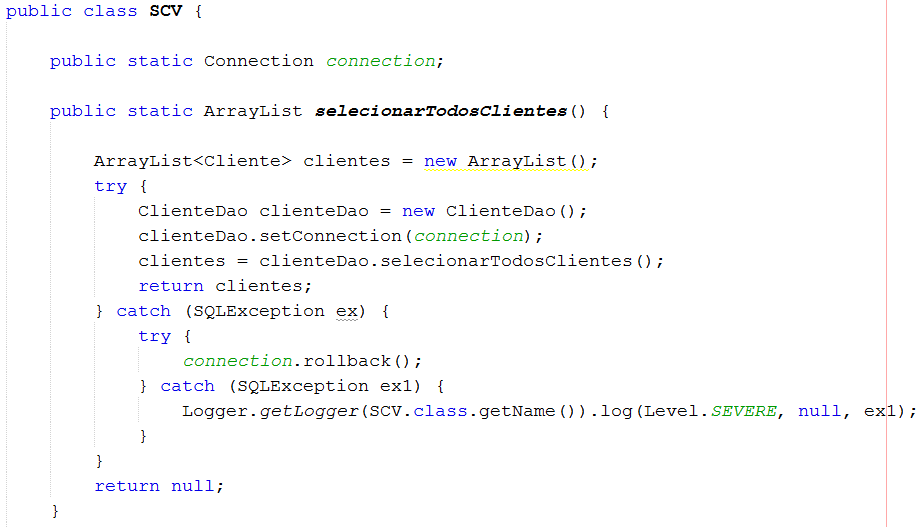 public class SCV {
public static Connection connection;
public static ArrayList selecionarTodosClientes() {
ArrayList<Cliente> clientes = new ArrayList();
try {
ClienteDao clienteDao = new ClienteDao();
clienteDao.setConnection(connection);
clientes = clienteDao.selecionarTodosClientes();
return clientes;
} catch (SQLException ex) {
try {
connection.rollback();
} catch (SQLException ex1) {
Logger.getLogger(SCV.class.getName()).log(Level.SEVERE, null, ex1);
}
}
return null;
}